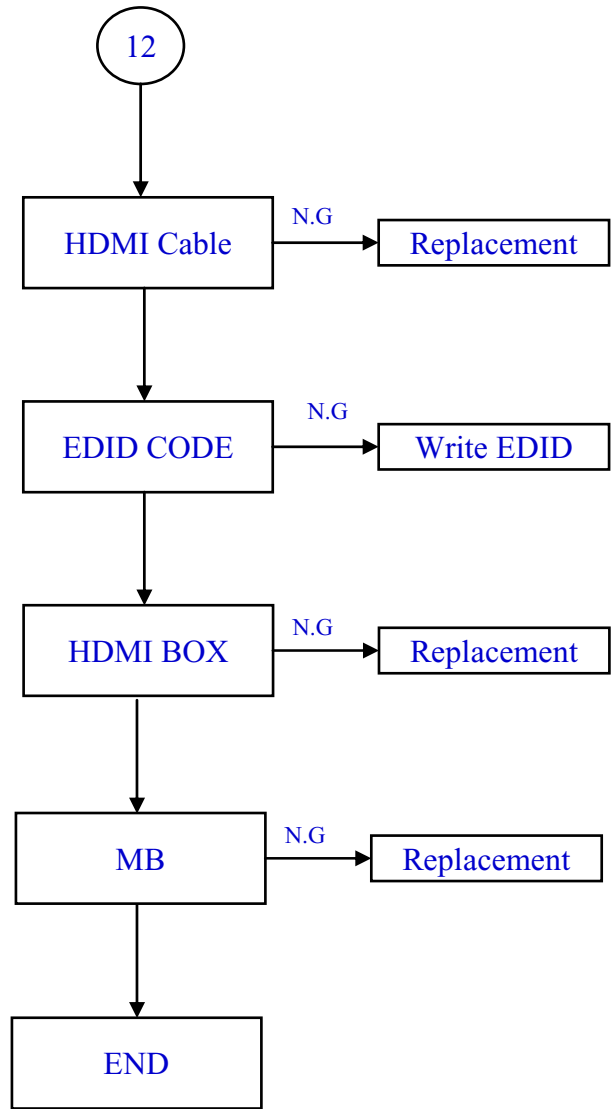 12
HDMI Cable
N.G
Replacement
EDID CODE
N.G
Write EDID
HDMI BOX
N.G
Replacement
MB
N.G
Replacement
END